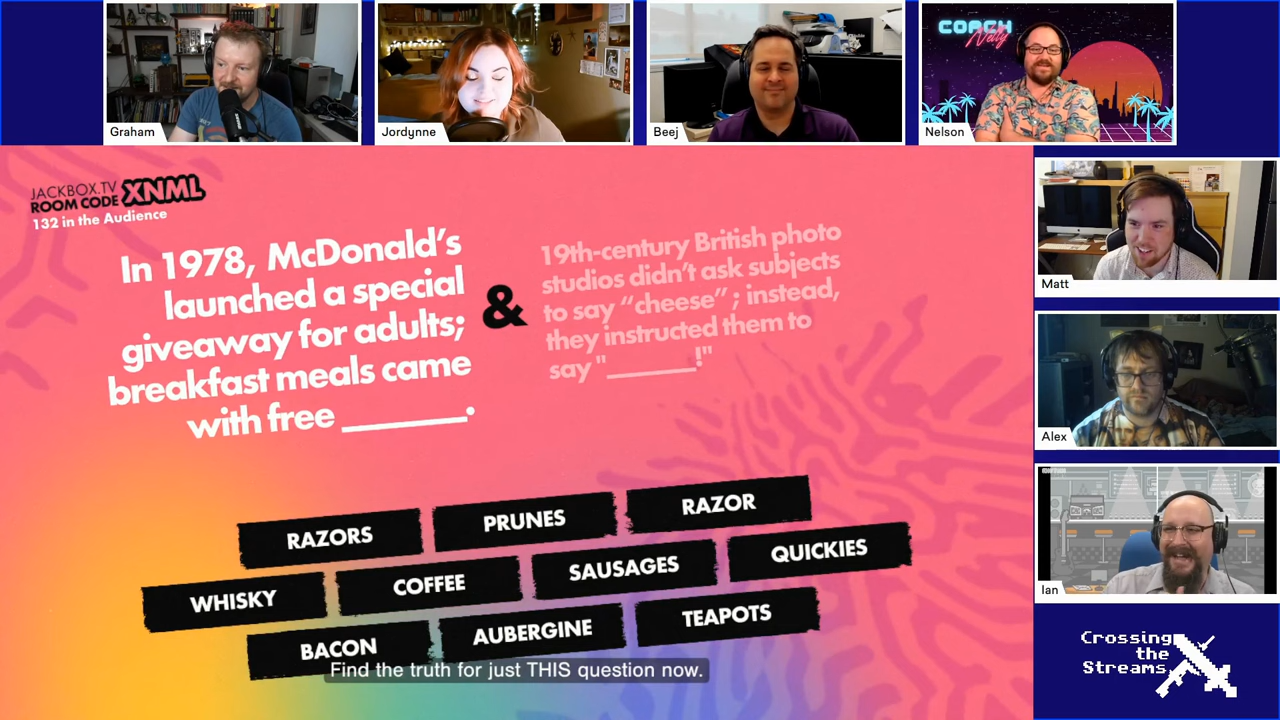 COACH
Nelly
Graham
Jordynne
Beej
Nelson
JACKBOX.TV
ROOM CODE XNML
132 in the Audience
In 1978, McDonald's
launched a special
giveaway for adults;
breakfast meals came
with free _______.
&
19th-century British photo
studios didn't ask subjects
to say "cheese" ; instead,
they instructed them to
say "_______!"
RAZORS
PRUNES
RAZOR
WHISKY
COFFEE
SAUSAGES
QUICKIES
BACON
AUBERGINE
TEAPOTS
Find the truth for just THIS question now.
Matt
Alex
Ian
Crossing
the
Streams